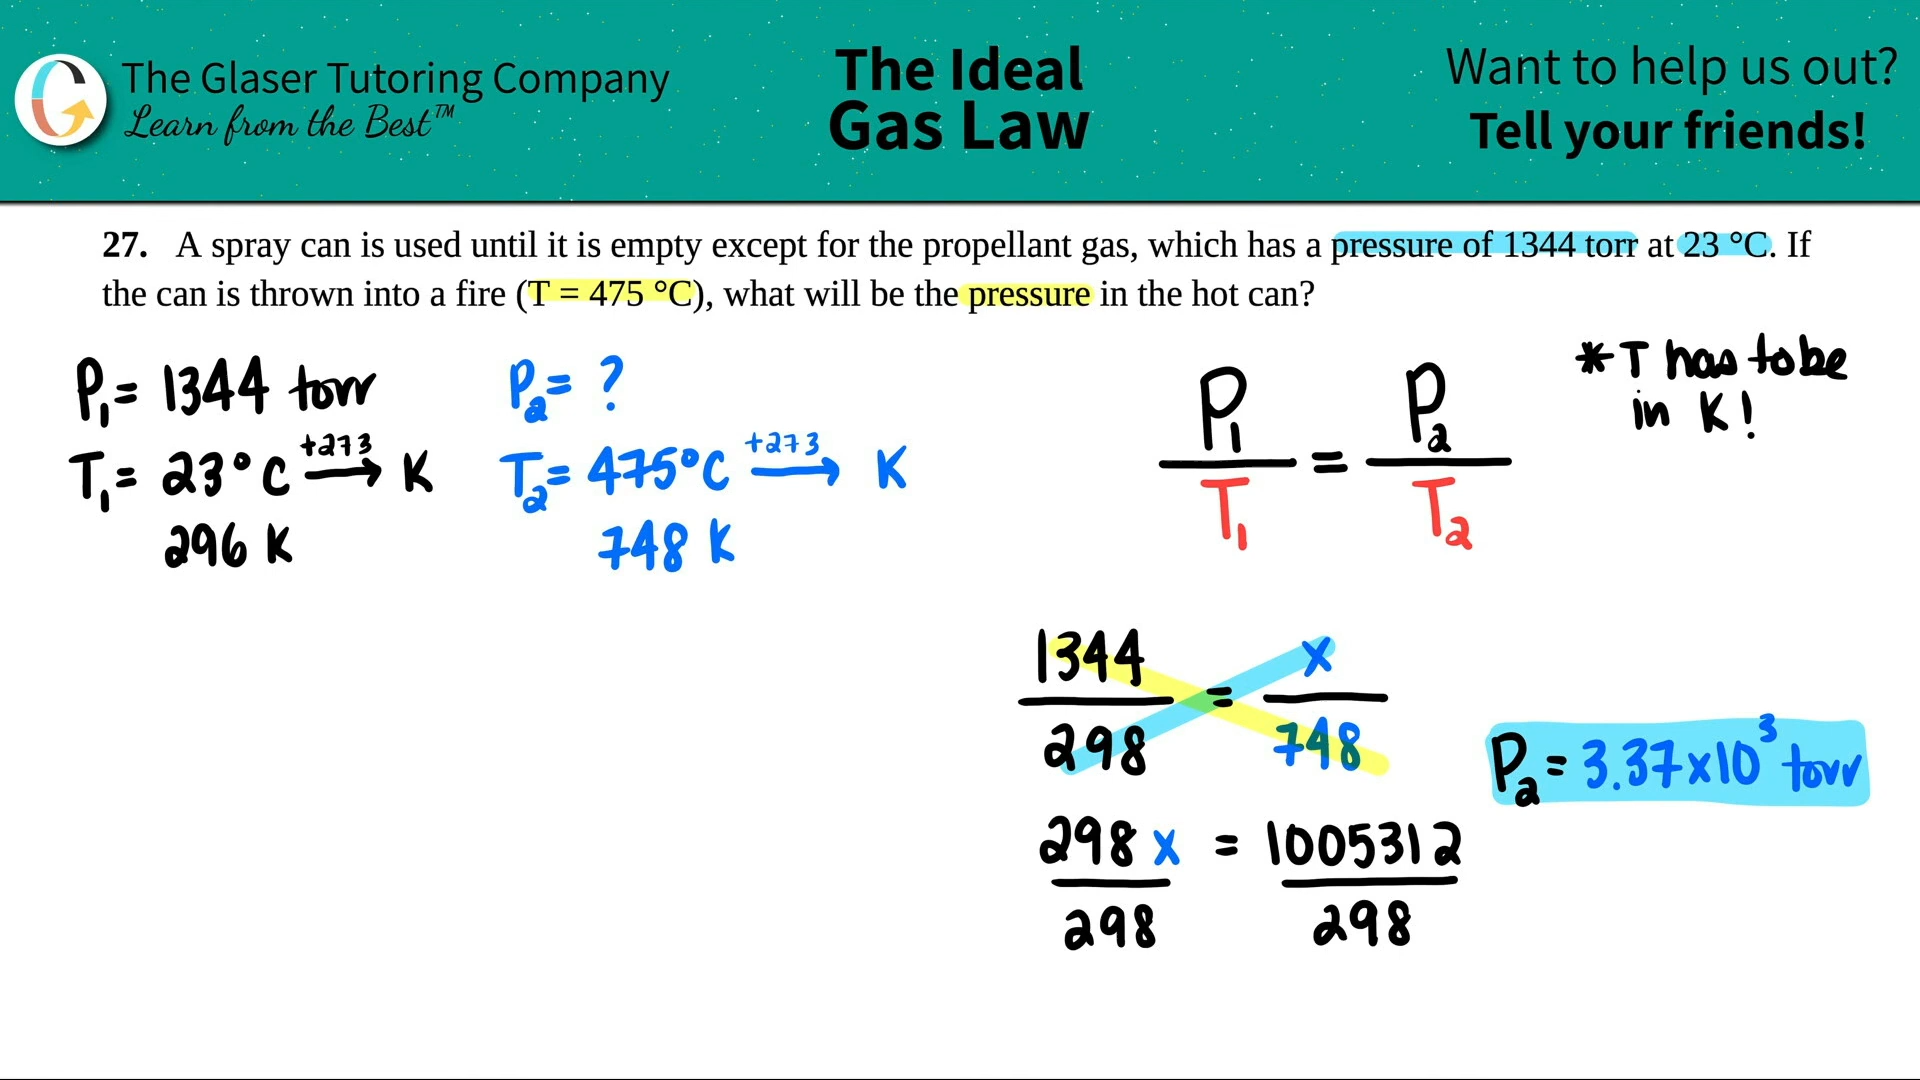 The Glaser Tutoring Company
Learn from the Best™
The Ideal
Gas Law
Want to help us out?
Tell your friends!
27. A spray can is used until it is empty except for the propellant gas, which has a pressure of 1344 torr at 23 °C. If
the can is thrown into a fire (T = 475 °C), what will be the pressure in the hot can?
P₁ = 1344 torr
T₁ = 23°C +273 → K
296 K
P₂ = ?
T₂ = 475°C +273 → K
748 K
P₁ = P₂
T₁ T₂
* T has to be
in K!
1344 = x
298 748
298x = 1005312
298 298
P₂ = 3.37x10³ torr